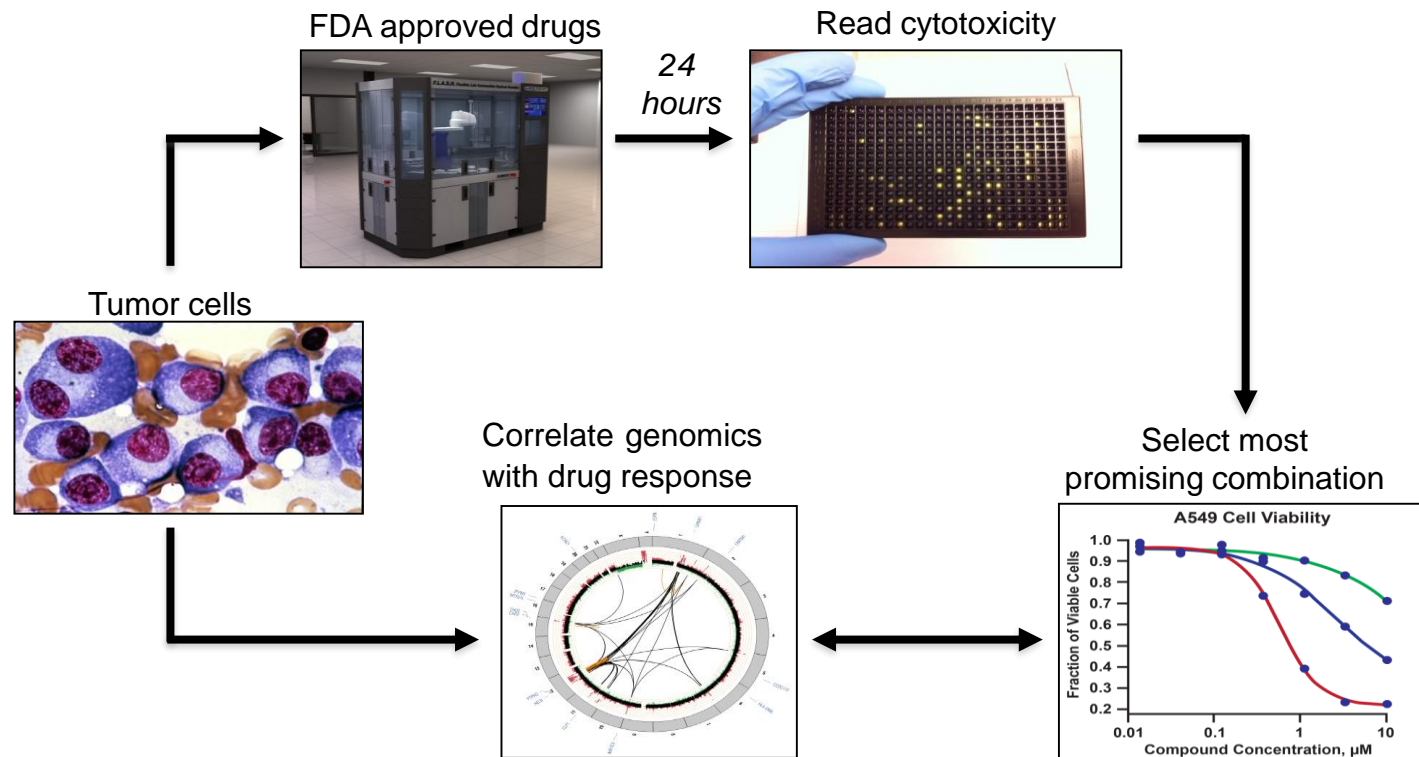 FDA approved drugs
Read cytotoxicity
24
hours
Tumor cells
Correlate genomics
with drug response
Select most
promising combination
A549 Cell Viability
1.0
0.9
0.8
0.7
0.6
0.5
0.4
0.3
0.2
Fraction of Viable Cells
0.01
0.1
1
10
Compound Concentration, µM